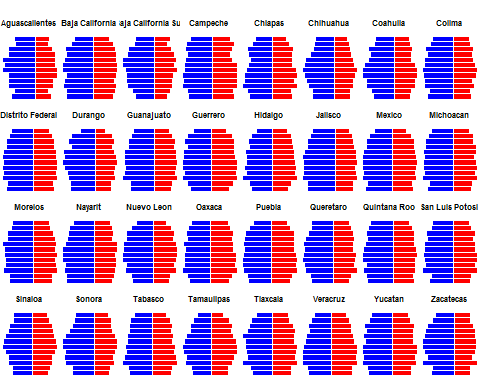 Aguascalientes Baja California aja California Su Campeche Chiapas Chihuahua Coahuila Colima
Distrito Federal Durango Guanajuato Guerrero Hidalgo Jalisco Mexico Michoacan
Morelos Nayarit Nuevo Leon Oaxaca Puebla Queretaro Quintana Roo San Luis Potosi
Sinaloa Sonora Tabasco Tamaulipas Tlaxcala Veracruz Yucatan Zacatecas